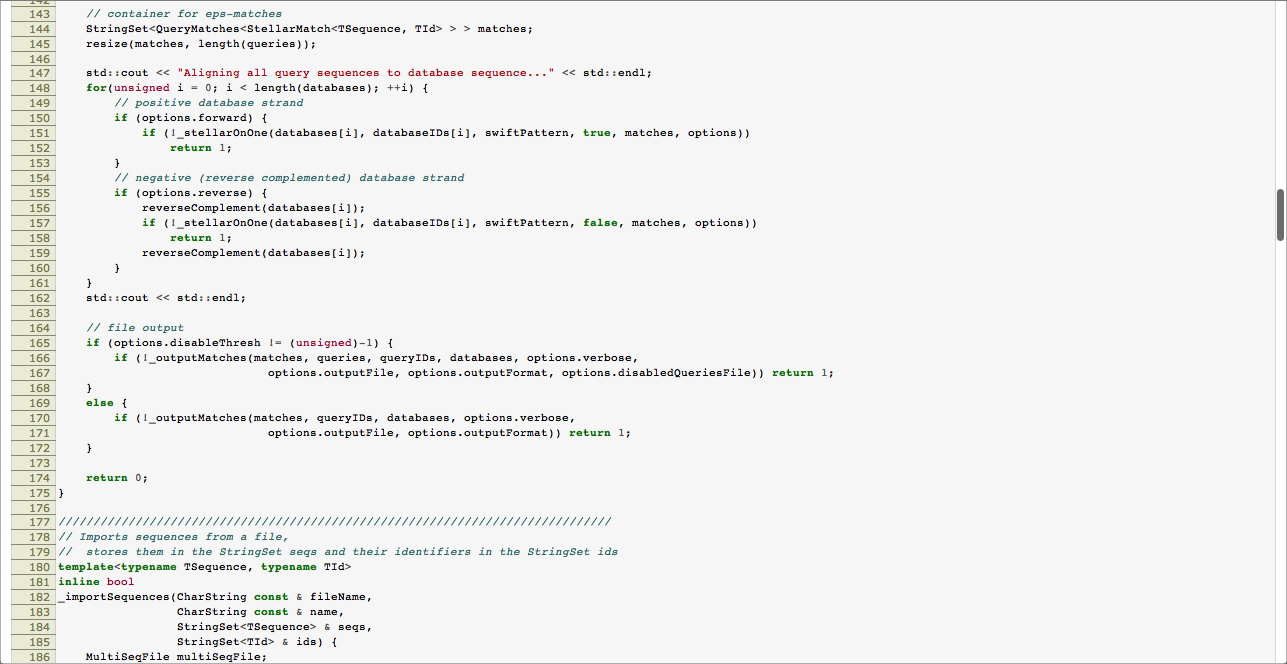 142
143     // container for eps-matches
144     StringSet<QueryMatches<StellarMatch<TSequence, TId> > > matches;
145     resize(matches, length(queries));
146
147     std::cout << "Aligning all query sequences to database sequence..." << std::endl;
148     for(unsigned i = 0; i < length(databases); ++i) {
149         // positive database strand
150         if (options.forward) {
151             if (!_stellarOnOne(databases[i], databaseIDs[i], swiftPattern, true, matches, options))
152                 return 1;
153         }
154         // negative (reverse complemented) database strand
155         if (options.reverse) {
156             reverseComplement(databases[i]);
157             if (!_stellarOnOne(databases[i], databaseIDs[i], swiftPattern, false, matches, options))
158                 return 1;
159             reverseComplement(databases[i]);
160         }
161     }
162     std::cout << std::endl;
163
164     // file output
165     if (options.disableThresh != (unsigned)-1) {
166         if (!_outputMatches(matches, queries, queryIDs, databases, options.verbose,
167                               options.outputFile, options.outputFormat, options.disabledQueriesFile)) return 1;
168     }
169     else {
170         if (!_outputMatches(matches, queryIDs, databases, options.verbose,
171                               options.outputFile, options.outputFormat)) return 1;
172     }
173
174     return 0;
175 }
176
177 ///////////////////////////////////////////////////////////////////////////////
178 // Imports sequences from a file,
179 //  stores them in the StringSet seqs and their identifiers in the StringSet ids
180 template<typename TSequence, typename TId>
181 inline bool
182 _importSequences(CharString const & fileName,
183                  CharString const & name,
184                  StringSet<TSequence> & seqs,
185                  StringSet<TId> & ids) {
186     MultiSeqFile multiSeqFile;